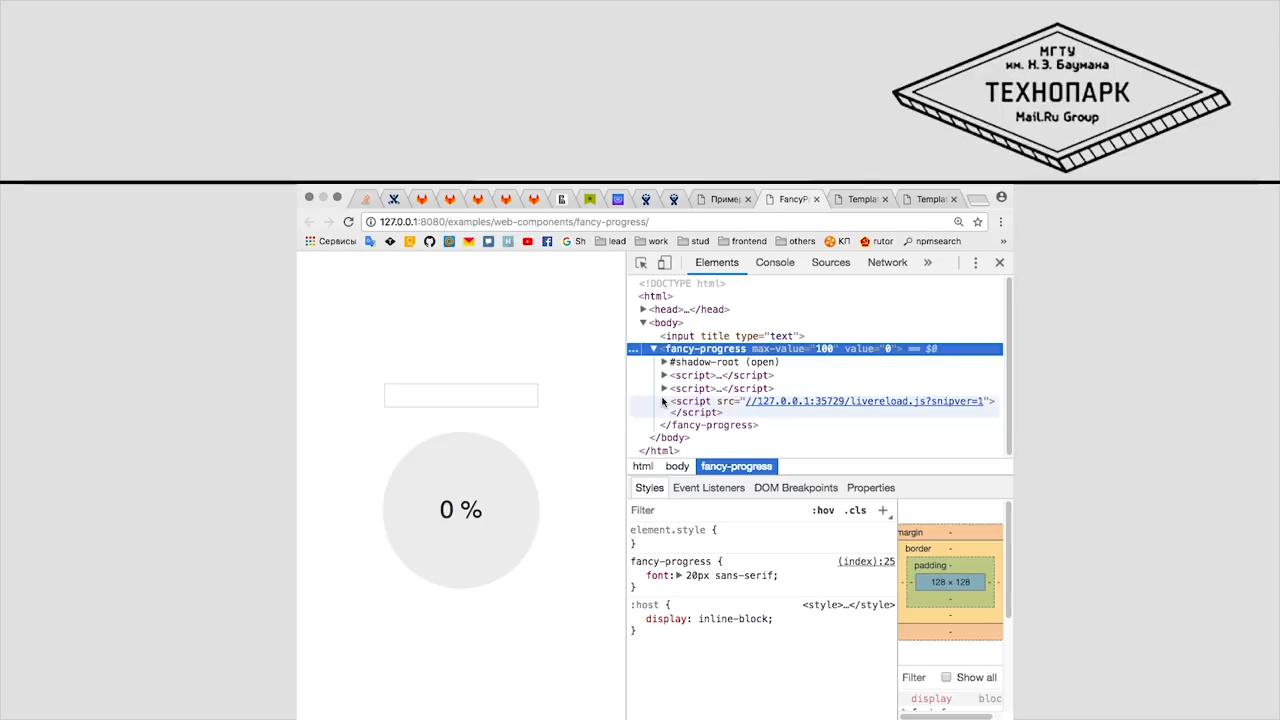 МГТУ
им. Н.Э. Баумана
ТЕХНОПАРК
Mail.Ru Group
Приме
FancyP
Templat
Templat
127.0.0.1:8080/examples/web-components/fancy-progress/
Сервисы
Sh
lead
work
stud
frontend
others
КП
rutor
npmsearch
»
Elements
Console
Sources
Network
»
<!DOCTYPE html>
<html>
<head>…</head>
<body>
<input title type="text">
… <fancy-progress max-value="100" value="0"> == $0
#shadow-root (open)
<script>…</script>
<script>…</script>
<script src="//127.0.0.1:35729/livereload.js?snipver=1">
</script>
</fancy-progress>
</body>
</html>
html body fancy-progress
Styles Event Listeners DOM Breakpoints Properties
Filter :hov .cls +
element.style {
}
fancy-progress { (index):25
font: 20px sans-serif;
}
:host { <style>…</style>
display: inline-block;
}
margin -
border -
padding -
- 128 × 128 -
-
-
-
Filter Show all
display bloc
0 %